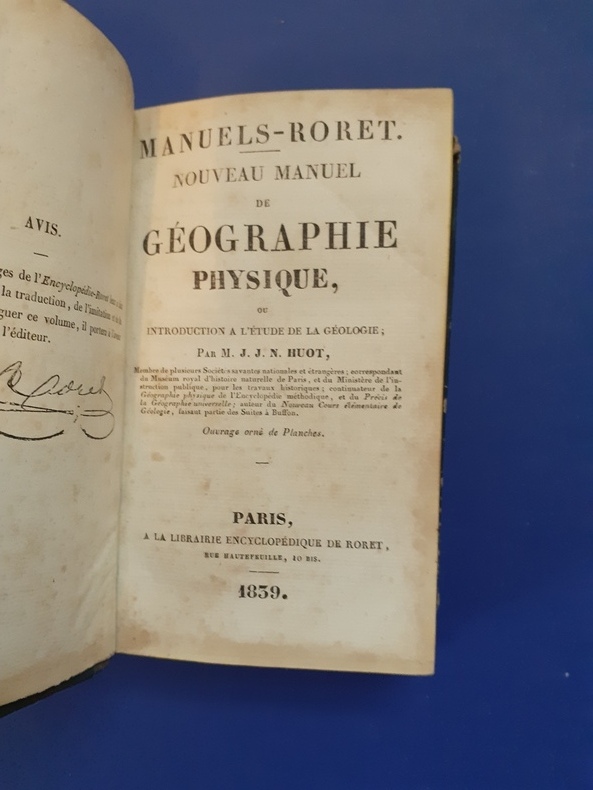 AVIS.
ges de l'Encyclopédie-Roret
la traduction, de l'imitation et de
guer ce volume, il portera à l'avenir
l'éditeur.
Roret
MANUELS-RORET.
NOUVEAU MANUEL
DE
GÉOGRAPHIE
PHYSIQUE,
OU
INTRODUCTION A L'ÉTUDE DE LA GÉOLOGIE;
PAR M. J. J. N. HUOT,
Membre de plusieurs Sociétés savantes nationales et étrangères; correspondant
du Muséum royal d'histoire naturelle de Paris, et du Ministère de l'in-
struction publique, pour les travaux historiques; continuateur de la
Géographie physique de l'Encyclopédie méthodique, et du Précis de
la Géographie universelle; auteur du Nouveau Cours élémentaire de
Géologie, faisant partie des Suites à Buffon.
Ouvrage orné de Planches.
PARIS,
A LA LIBRAIRIE ENCYCLOPÉDIQUE DE RORET,
RUE HAUTEFEUILLE, 10 BIS.
1839.